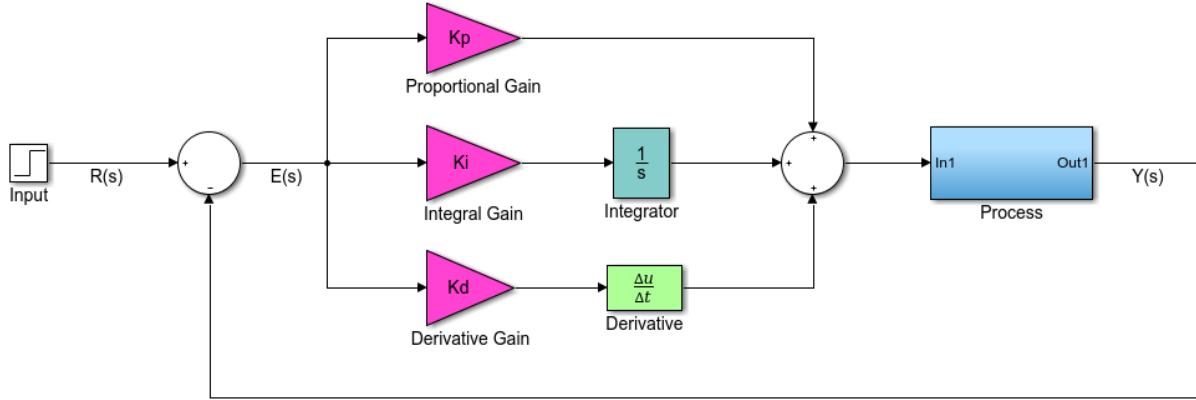 Kp
Proportional Gain
Input
R(s)
+
−
E(s)
Ki
Integral Gain
1
s
Integrator
+
+
+
In1
Out1
Process
Y(s)
Kd
Derivative Gain
Δu
Δt
Derivative